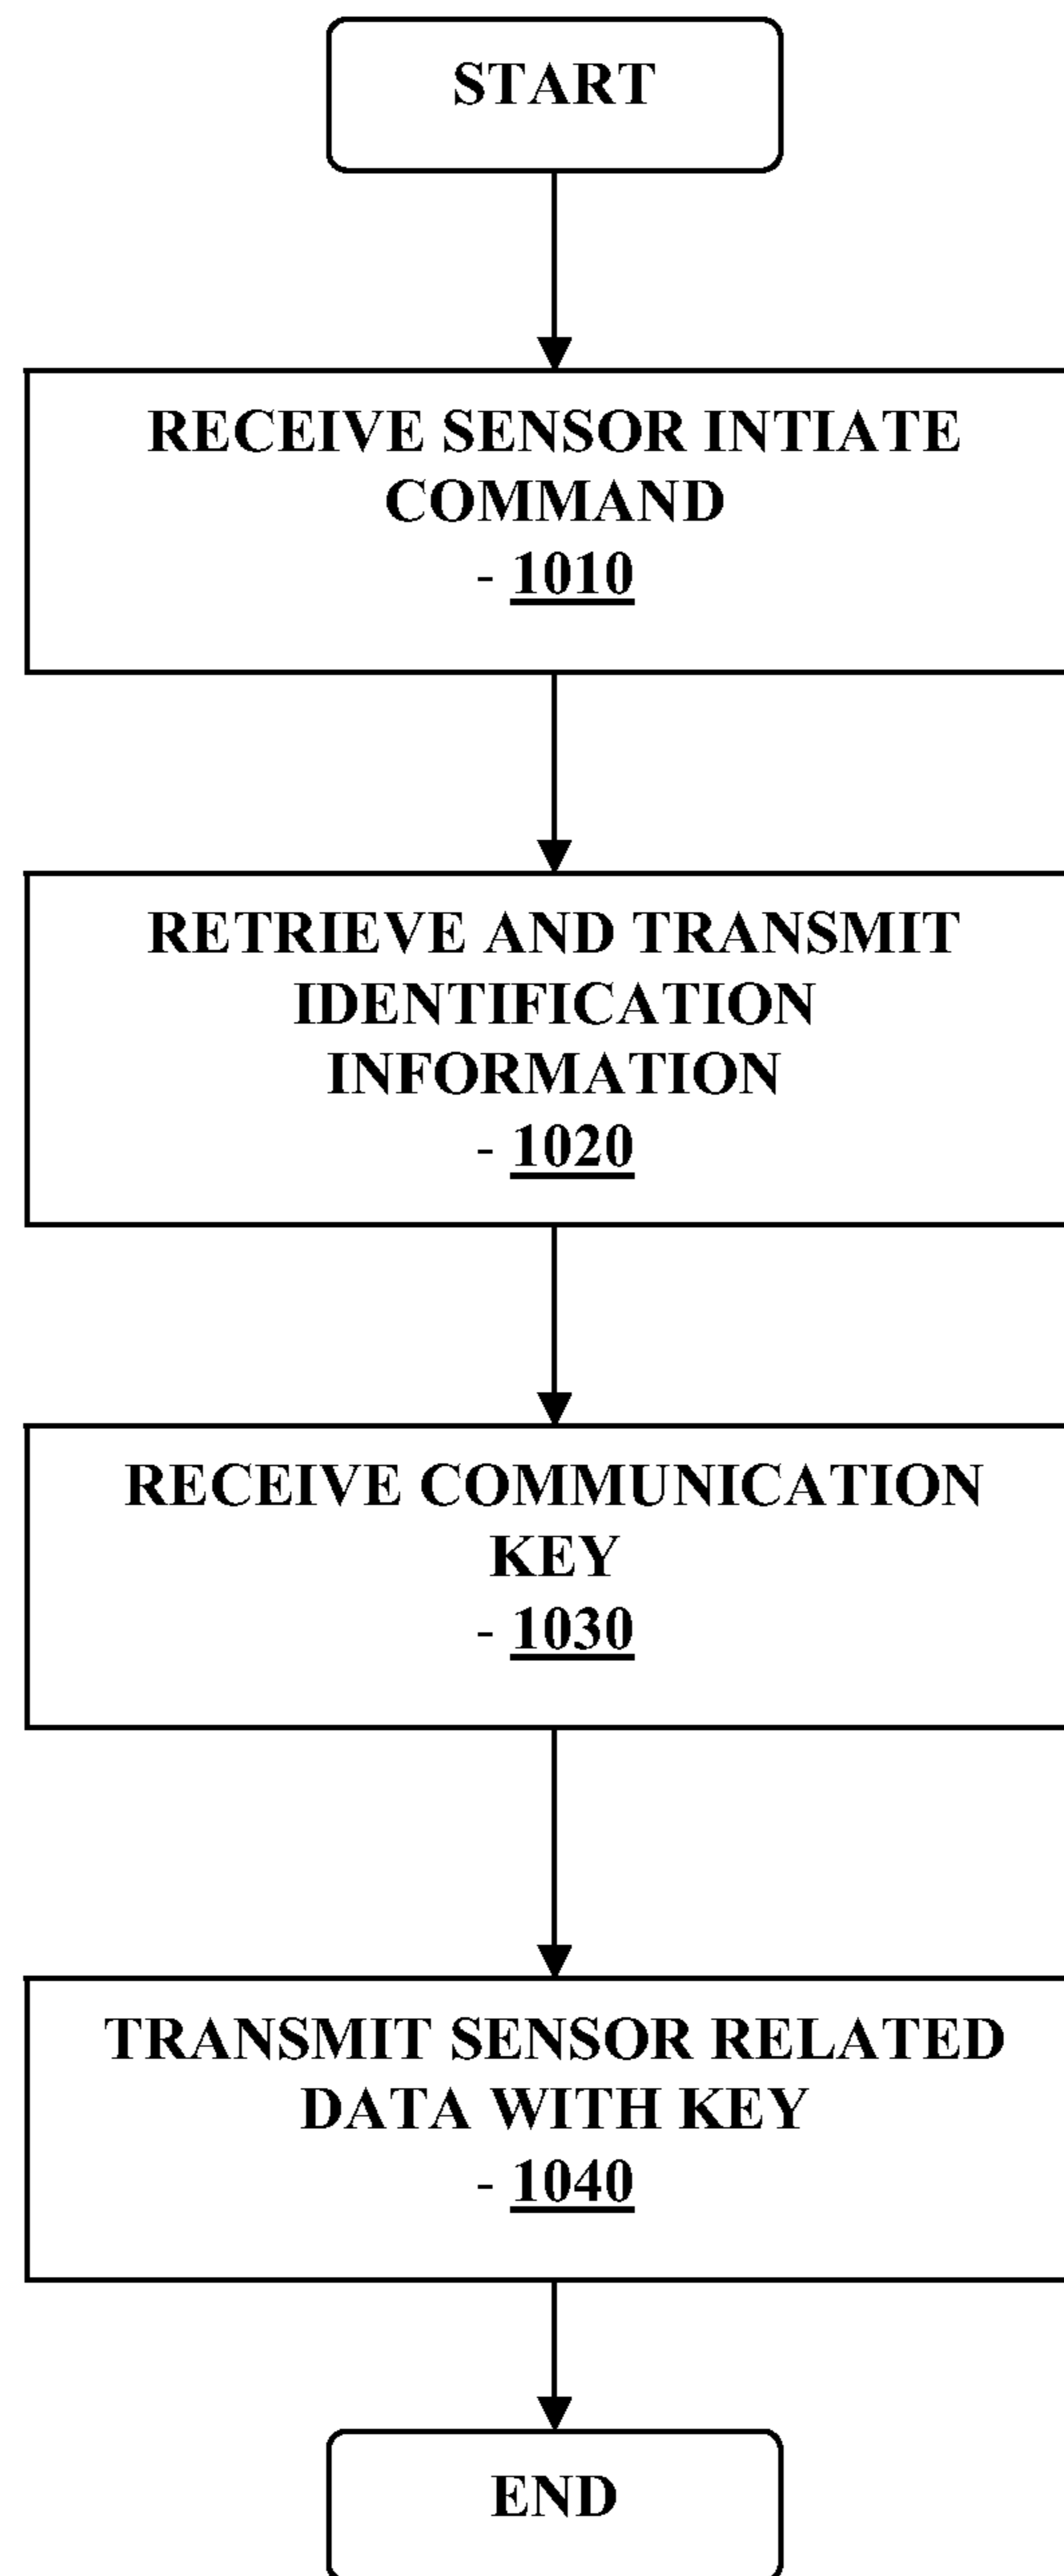 START
RECEIVE SENSOR INTIATE
COMMAND
- 1010
RETRIEVE AND TRANSMIT
IDENTIFICATION
INFORMATION
- 1020
RECEIVE COMMUNICATION
KEY
- 1030
TRANSMIT SENSOR RELATED
DATA WITH KEY
- 1040
END